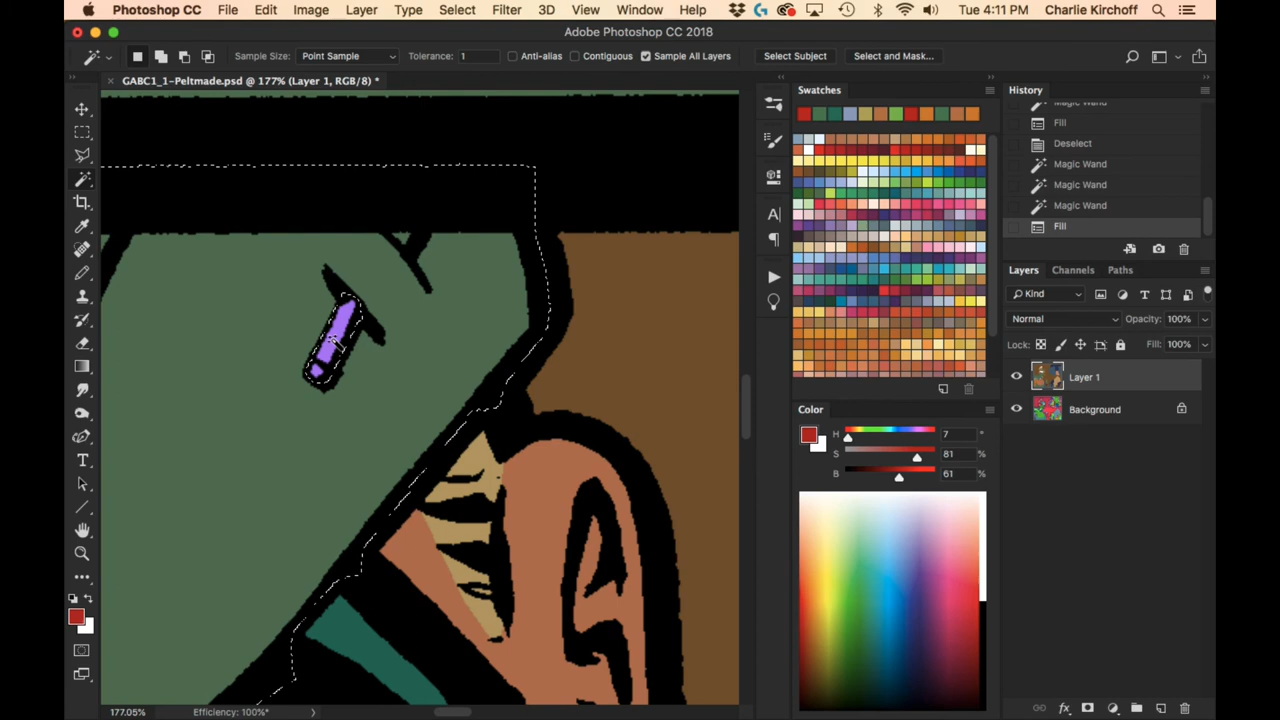 Photoshop CC File Edit Image Layer Type Select Filter 3D View Window Help Tue 4:11 PM Charlie Kirchoff
Adobe Photoshop CC 2018
Sample Size: Point Sample Tolerance: 1 Anti-alias Contiguous Sample All Layers Select Subject Select and Mask...
GABC1_1-Peltmade.psd @ 177% (Layer 1, RGB/8) *
Swatches
History
Magic Wand
Fill
Deselect
Magic Wand
Magic Wand
Magic Wand
Fill
Layers Channels Paths
Kind
Normal Opacity: 100%
Lock: Fill: 100%
Layer 1
Background
Color
H 7 °
S 81 %
B 61 %
177.05% Efficiency: 100%*